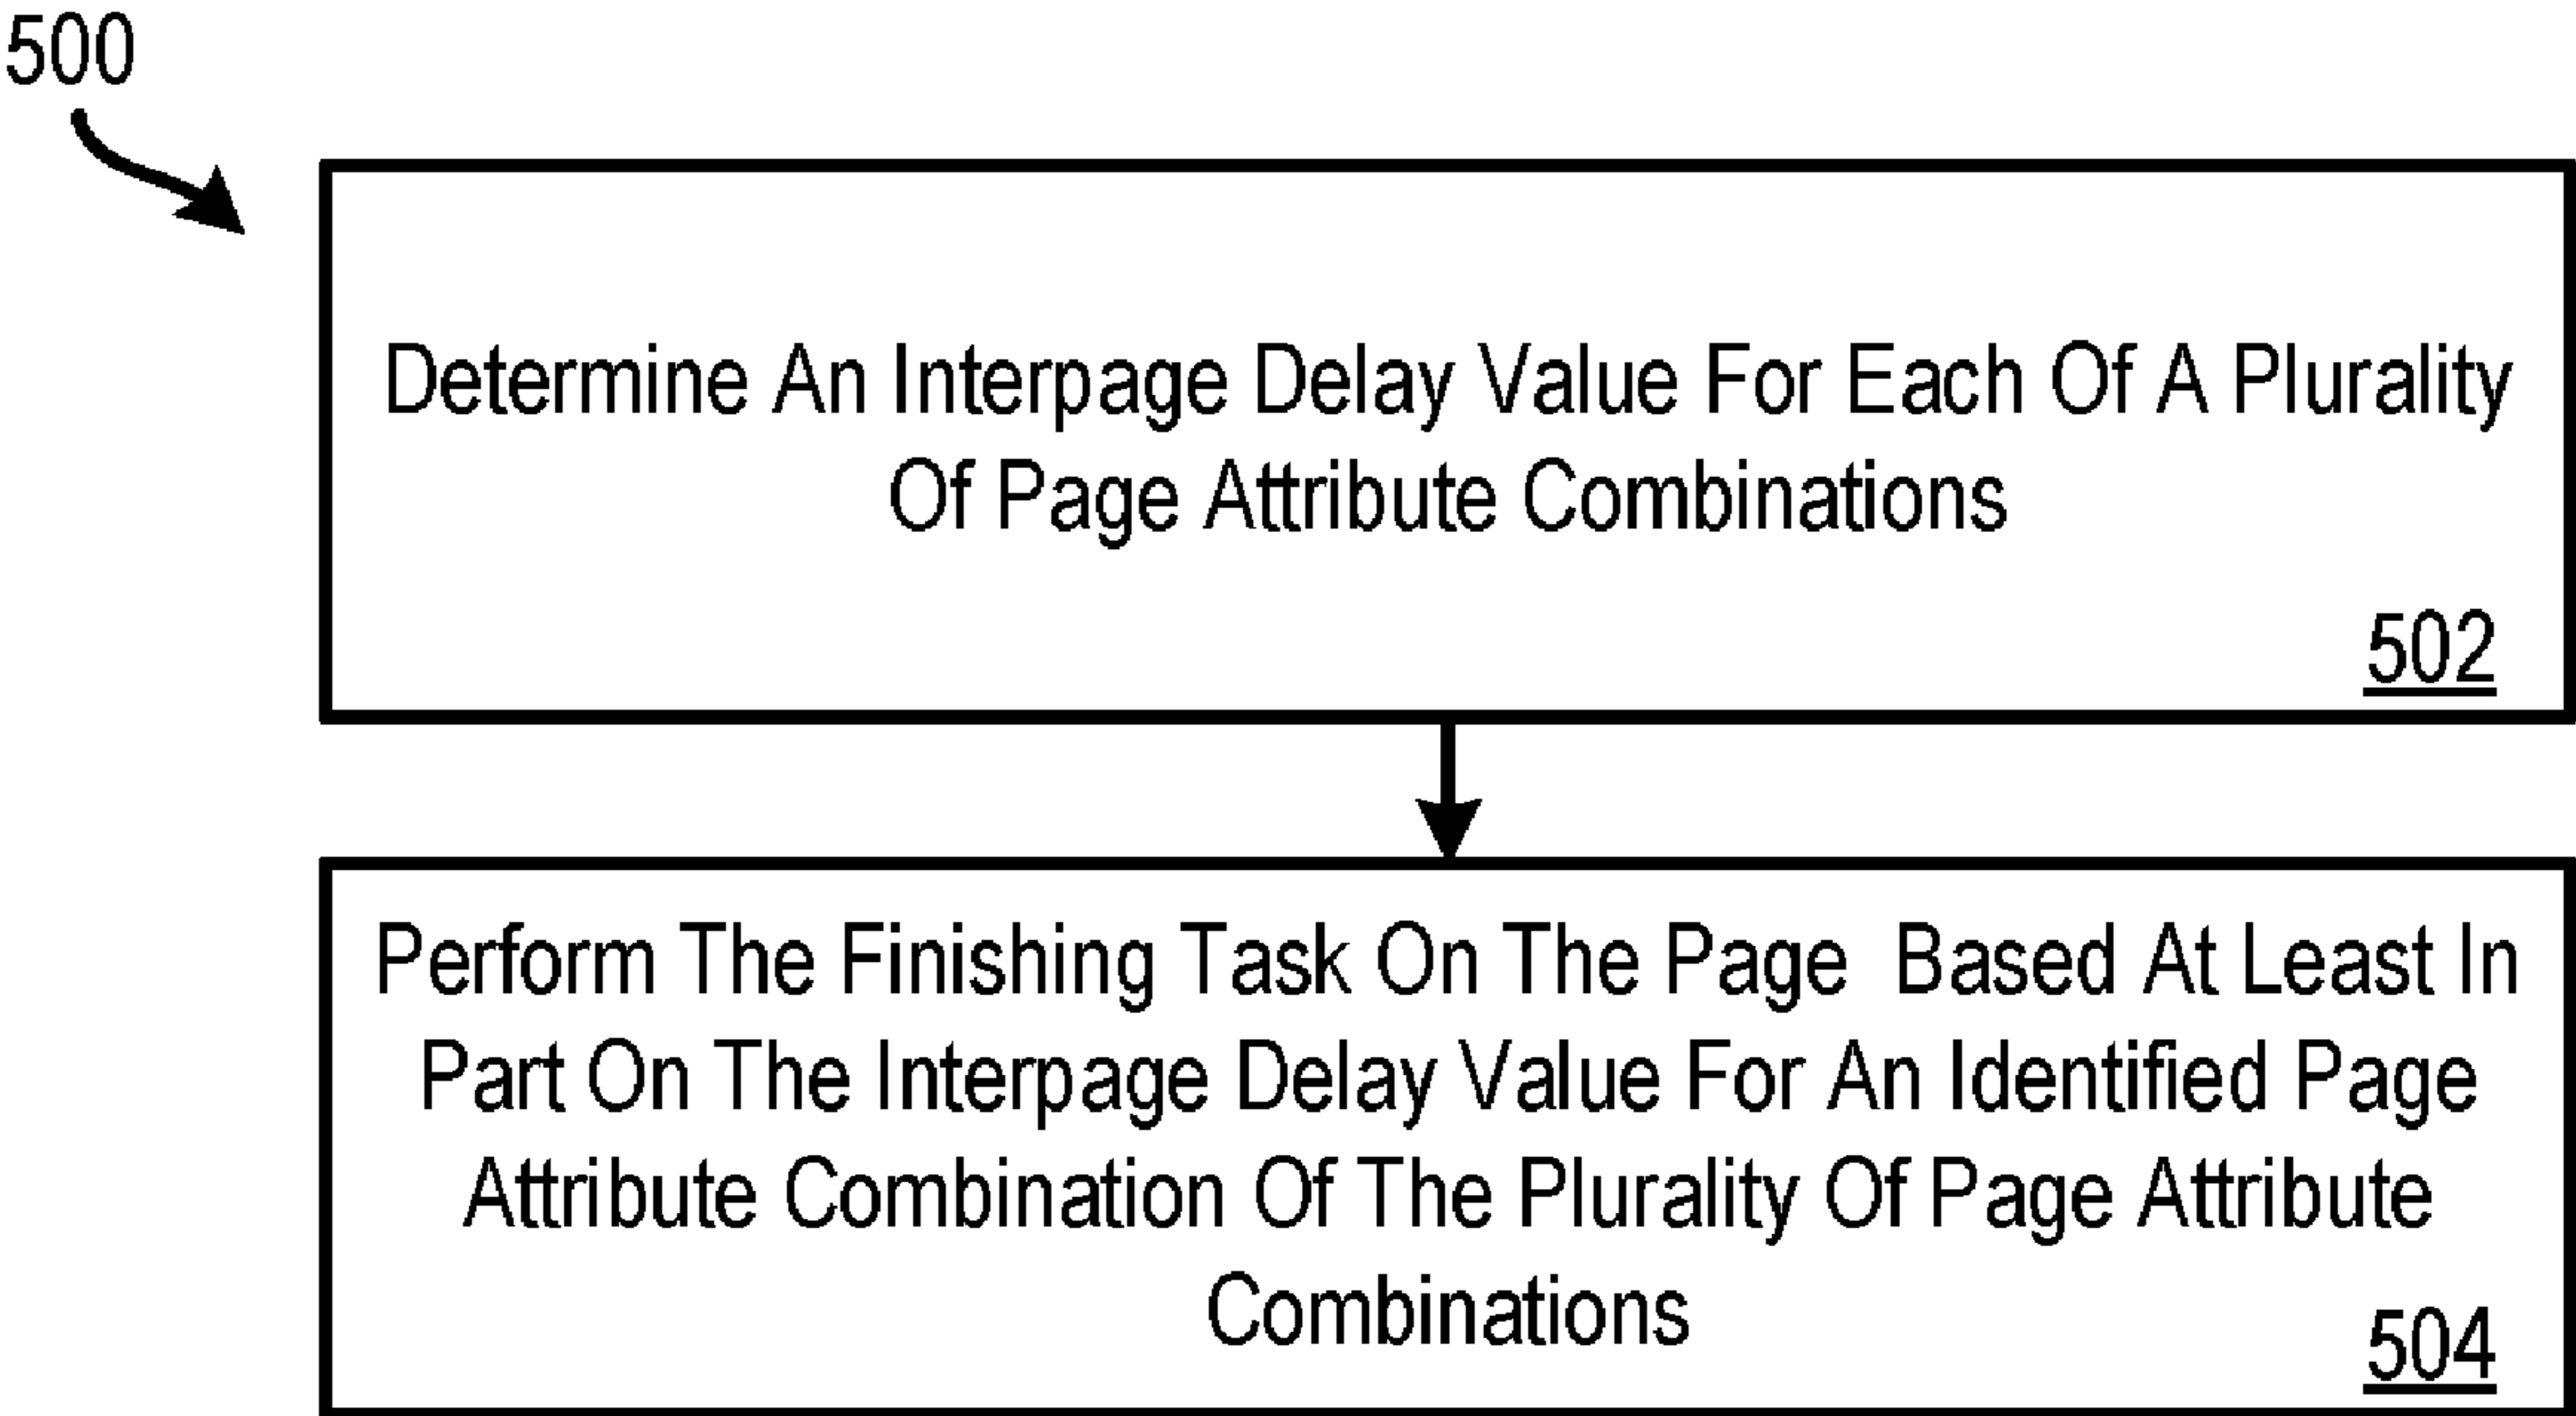 500
Determine An Interpage Delay Value For Each Of A Plurality
Of Page Attribute Combinations
502
Perform The Finishing Task On The Page Based At Least In
Part On The Interpage Delay Value For An Identified Page
Attribute Combination Of The Plurality Of Page Attribute
Combinations
504